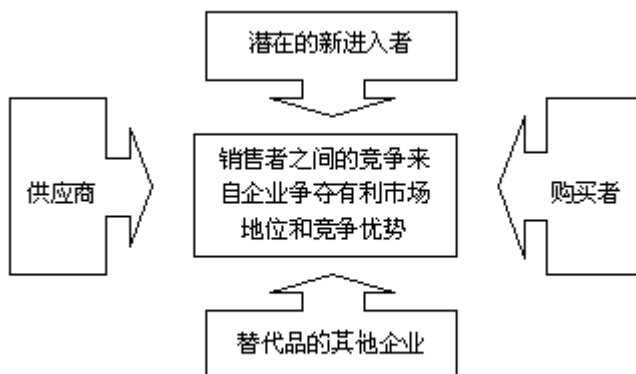 潜在的新进入者
供应商
销售者之间的竞争来
自企业争夺有利市场
地位和竞争优势
购买者
替代品的其他企业